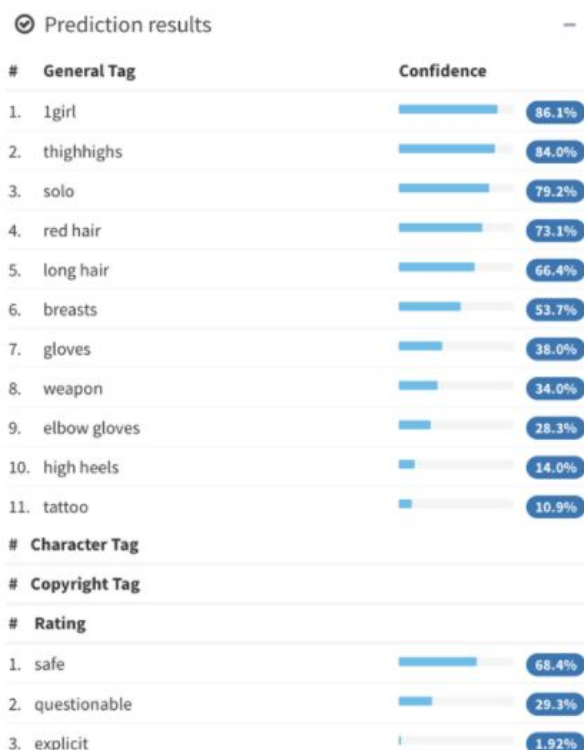 Prediction results
# General Tag Confidence
1. 1girl 86.1%
2. thighhighs 84.0%
3. solo 79.2%
4. red hair 73.1%
5. long hair 66.4%
6. breasts 53.7%
7. gloves 38.0%
8. weapon 34.0%
9. elbow gloves 28.3%
10. high heels 14.0%
11. tattoo 10.9%
# Character Tag
# Copyright Tag
# Rating
1. safe 68.4%
2. questionable 29.3%
3. explicit 1.92%